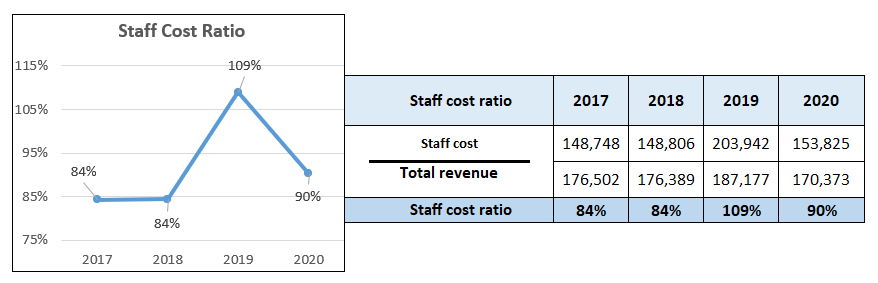 Staff Cost Ratio
115%
109%
105%
95%
84%
90%
85%
84%
75%
2017 2018 2019 2020
Staff cost ratio 2017 2018 2019 2020
Staff cost 148,748 148,806 203,942 153,825
Total revenue 176,502 176,389 187,177 170,373
Staff cost ratio 84% 84% 109% 90%